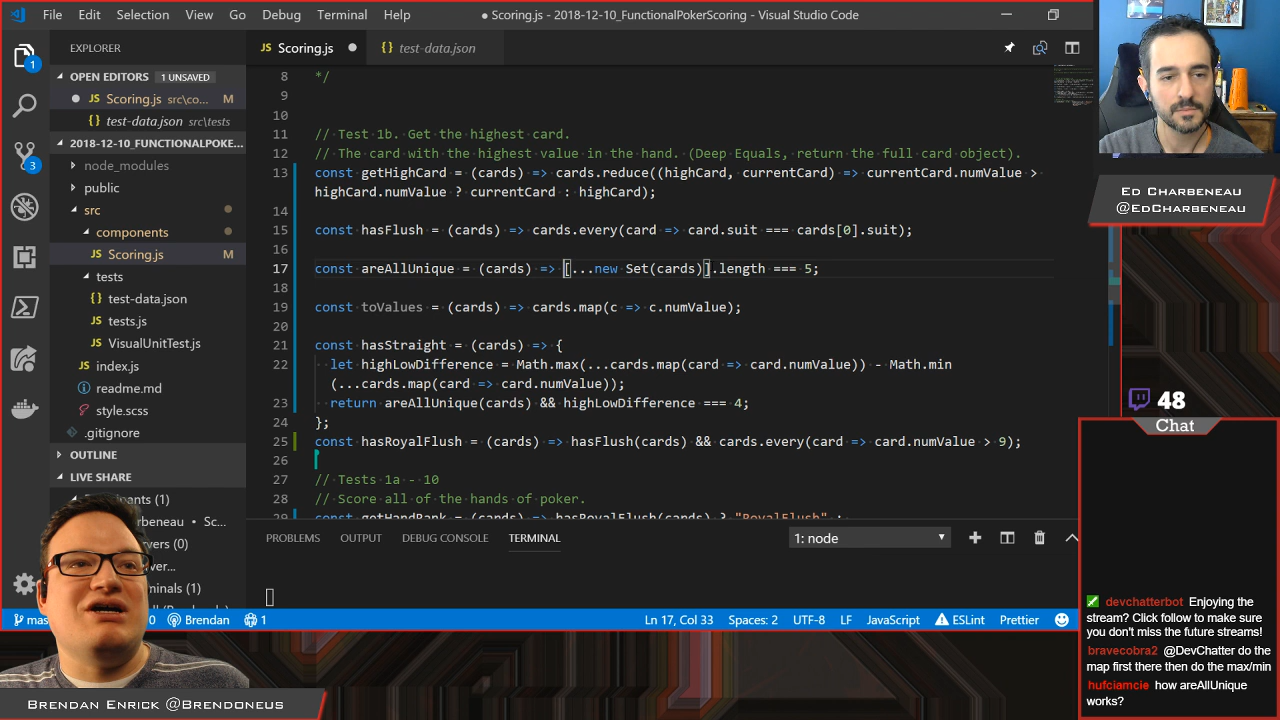 File Edit Selection View Go Debug Terminal Help
● Scoring.js - 2018-12-10_FunctionalPokerScoring - Visual Studio Code
EXPLORER
OPEN EDITORS 1 UNSAVED
● JS Scoring.js src\co... M
{} test-data.json src\tests
2018-12-10_FUNCTIONALPOKE...
node_modules
public
src
components
JS Scoring.js M
tests
{} test-data.json
JS tests.js
JS VisualUnitTest.js
JS index.js
readme.md
style.scss
.gitignore
OUTLINE
LIVE SHARE
1
3
JS Scoring.js ●
{} test-data.json
8 */
9
10
11 // Test 1b. Get the highest card.
12 // The card with the highest value in the hand. (Deep Equals, return the full card object).
13 const getHighCard = (cards) => cards.reduce((highCard, currentCard) => currentCard.numValue >
highCard.numValue ? currentCard : highCard);
14
15 const hasFlush = (cards) => cards.every(card => card.suit === cards[0].suit);
16
17 const areAllUnique = (cards) => [...new Set(cards)].length === 5;
18
19 const toValues = (cards) => cards.map(c => c.numValue);
20
21 const hasStraight = (cards) => {
22 let highLowDifference = Math.max(...cards.map(card => card.numValue)) - Math.min
(...cards.map(card => card.numValue));
23 return areAllUnique(cards) && highLowDifference === 4;
24 };
25 const hasRoyalFlush = (cards) => hasFlush(cards) && cards.every(card => card.numValue > 9);
26
27 // Tests 1a - 10
28 // Score all of the hands of poker.
29 const getHandRank = (cards) => hasRoyalFlush(cards) ? "RoyalFlush" :
PROBLEMS OUTPUT DEBUG CONSOLE TERMINAL
1: node
Brendan 1
Ln 17, Col 33 Spaces: 2 UTF-8 LF JavaScript ESLint Prettier
ED CHARBENEAU
@EDCHARBENEAU
48
Chat
devchatterbot Enjoying the
stream? Click follow to make sure
you don't miss the future streams!
bravecobra2 @DevChatter do the
map first there then do the max/min
hufciamcie how areAllUnique
works?
BRENDAN ENRICK @BRENDONEUS